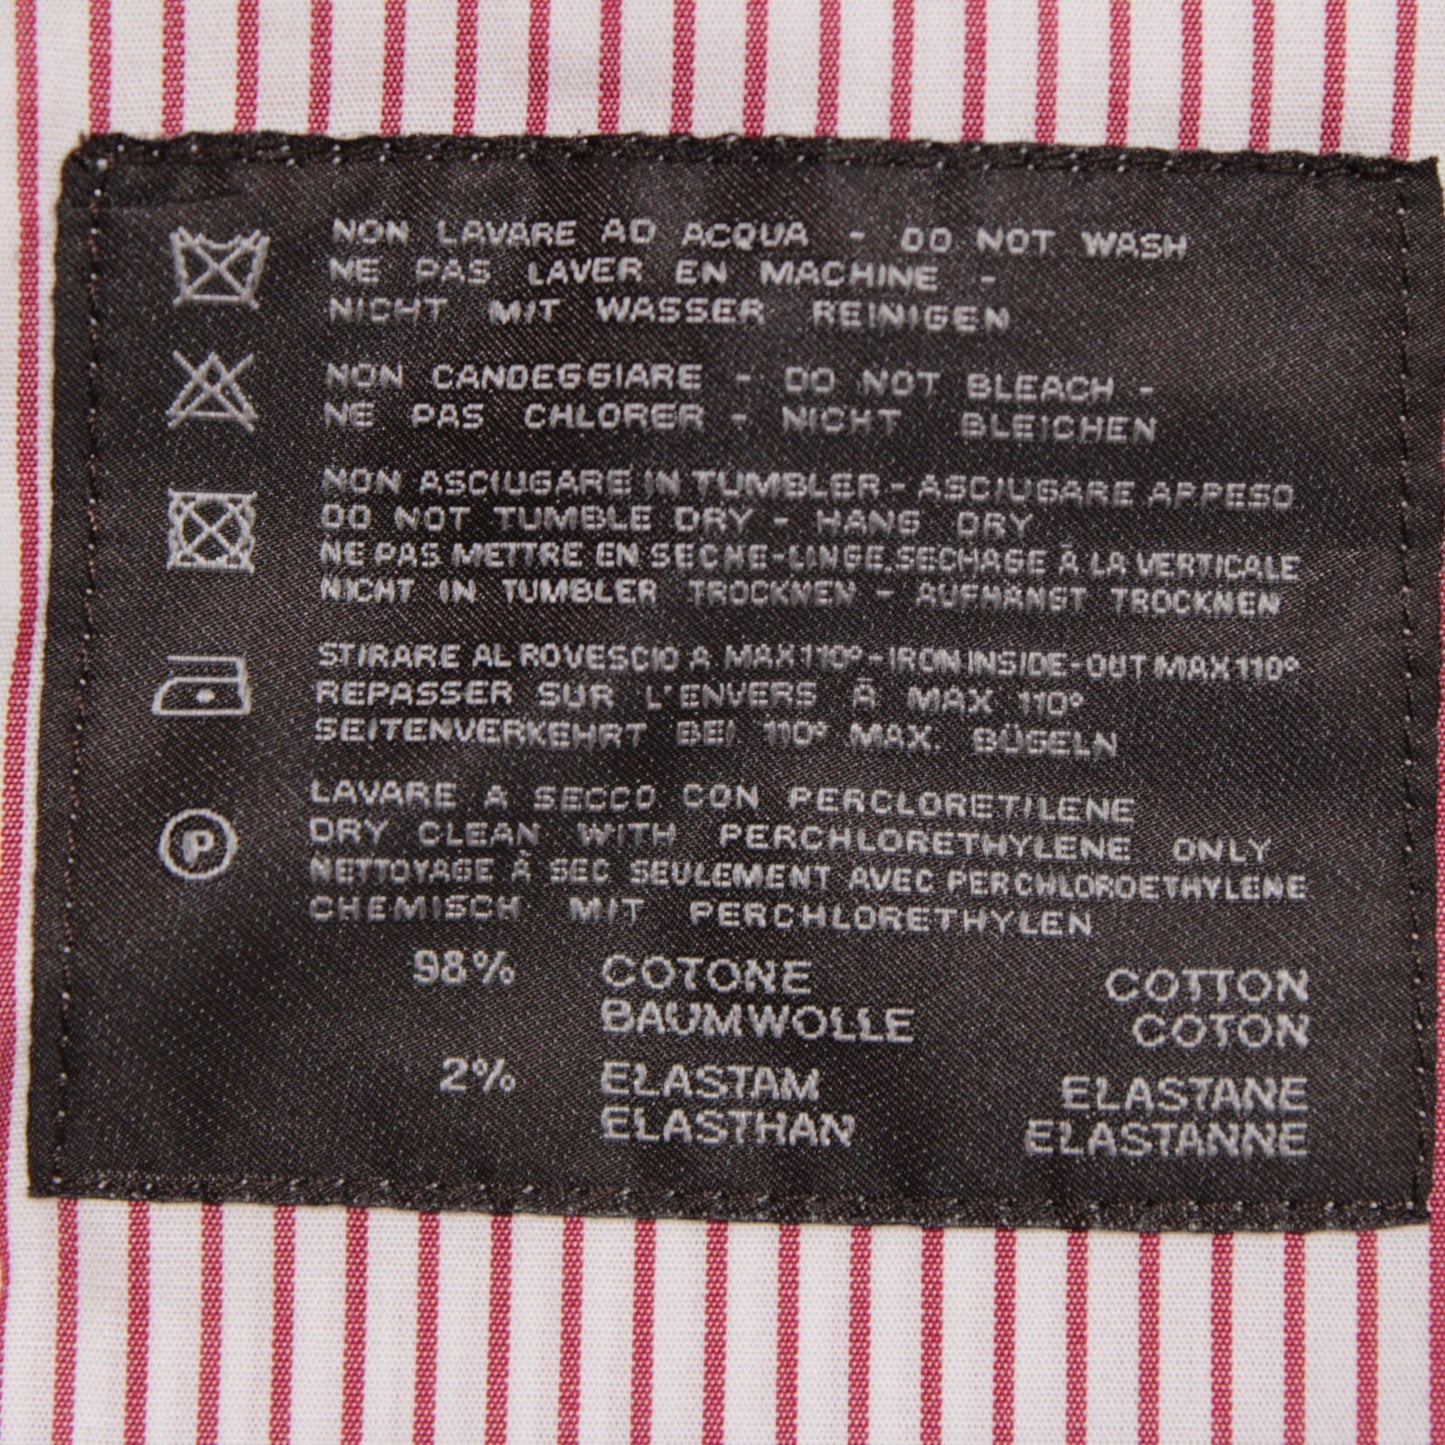 NON LAVARE AD ACQUA - DO NOT WASH
NE PAS LAVER EN MACHINE -
NICHT MIT WASSER REINIGEN
NON CANDEGGIARE - DO NOT BLEACH -
NE PAS CHLORER - NICHT BLEICHEN
NON ASCIUGARE IN TUMBLER - ASCIUGARE APPESO
DO NOT TUMBLE DRY - HANG DRY
NE PAS METTRE EN SECHE-LINGE.SECHAGE À LA VERTICALE
NICHT IN TUMBLER TROCKNEN - AUFHÄNGT TROCKNEN
STIRARE AL ROVESCIO A MAX 110° - IRON INSIDE-OUT MAX 110°
REPASSER SUR L'ENVERS À MAX 110°
SEITENVERKEHRT BEI 110° MAX. BÜGELN
P
LAVARE A SECCO CON PERCLORETILENE
DRY CLEAN WITH PERCHLORETHYLENE ONLY
NETTOYAGE À SEC SEULEMENT AVEC PERCHLOROETHYLENE
CHEMISCH MIT PERCHLORETHYLEN
98% COTONE COTTON
BAUMWOLLE COTON
2% ELASTAM ELASTANE
ELASTHAN ELASTANNE